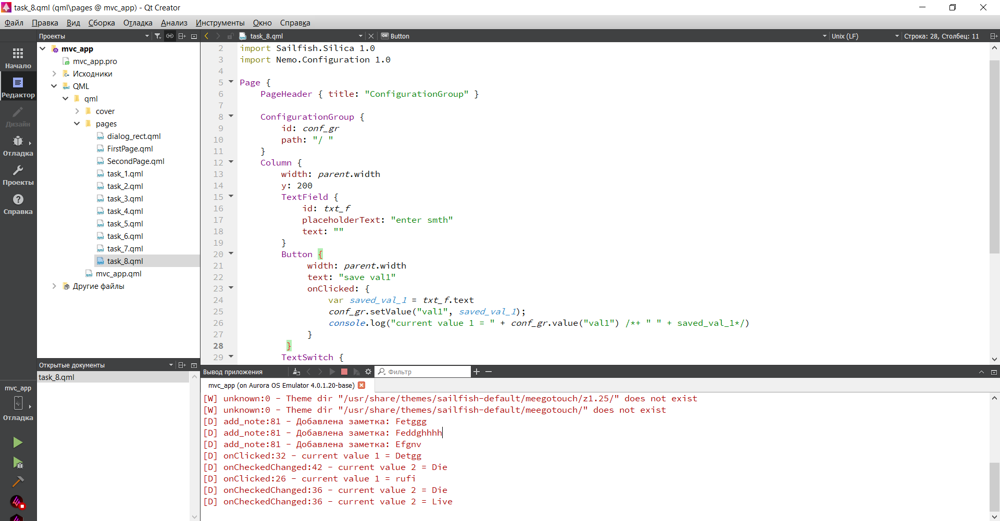 task_8.qml (qml\pages @ mvc_app) - Qt Creator
Файл Правка Вид Сборка Отладка Анализ Инструменты Окно Справка
Проекты
task_8.qml
Button
Unix (LF)
Строка: 28, Столбец: 11
Начало
Редактор
Дизайн
Отладка
Проекты
Справка
mvc_app
mvc_app.pro
Исходники
QML
qml
cover
pages
dialog_rect.qml
FirstPage.qml
SecondPage.qml
task_1.qml
task_2.qml
task_3.qml
task_4.qml
task_5.qml
task_6.qml
task_7.qml
task_8.qml
mvc_app.qml
Другие файлы
Открытые документы
task_8.qml
mvc_app
Отладка
2 import Sailfish.Silica 1.0
3 import Nemo.Configuration 1.0
4
5 Page {
6 PageHeader { title: "ConfigurationGroup" }
7
8 ConfigurationGroup {
9 id: conf_gr
10 path: "/ "
11 }
12 Column {
13 width: parent.width
14 y: 200
15 TextField {
16 id: txt_f
17 placeholderText: "enter smth"
18 text: ""
19 }
20 Button {
21 width: parent.width
22 text: "save val1"
23 onClicked: {
24 var saved_val_1 = txt_f.text
25 conf_gr.setValue("val1", saved_val_1);
26 console.log("current value 1 = " + conf_gr.value("val1") /*+ " " + saved_val_1*/)
27 }
28 }
29 TextSwitch {
Вывод приложения
Фильтр
mvc_app (on Aurora OS Emulator 4.0.1.20-base)
[W] unknown:0 - Theme dir "/usr/share/themes/sailfish-default/meegotouch/z1.25/" does not exist
[W] unknown:0 - Theme dir "/usr/share/themes/sailfish-default/meegotouch/" does not exist
[D] add_note:81 - Добавлена заметка: Fetggg
[D] add_note:81 - Добавлена заметка: Feddghhhh
[D] add_note:81 - Добавлена заметка: Efgnv
[D] onClicked:32 - current value 1 = Detgg
[D] onCheckedChanged:42 - current value 2 = Die
[D] onClicked:26 - current value 1 = rufi
[D] onCheckedChanged:36 - current value 2 = Die
[D] onCheckedChanged:36 - current value 2 = Live